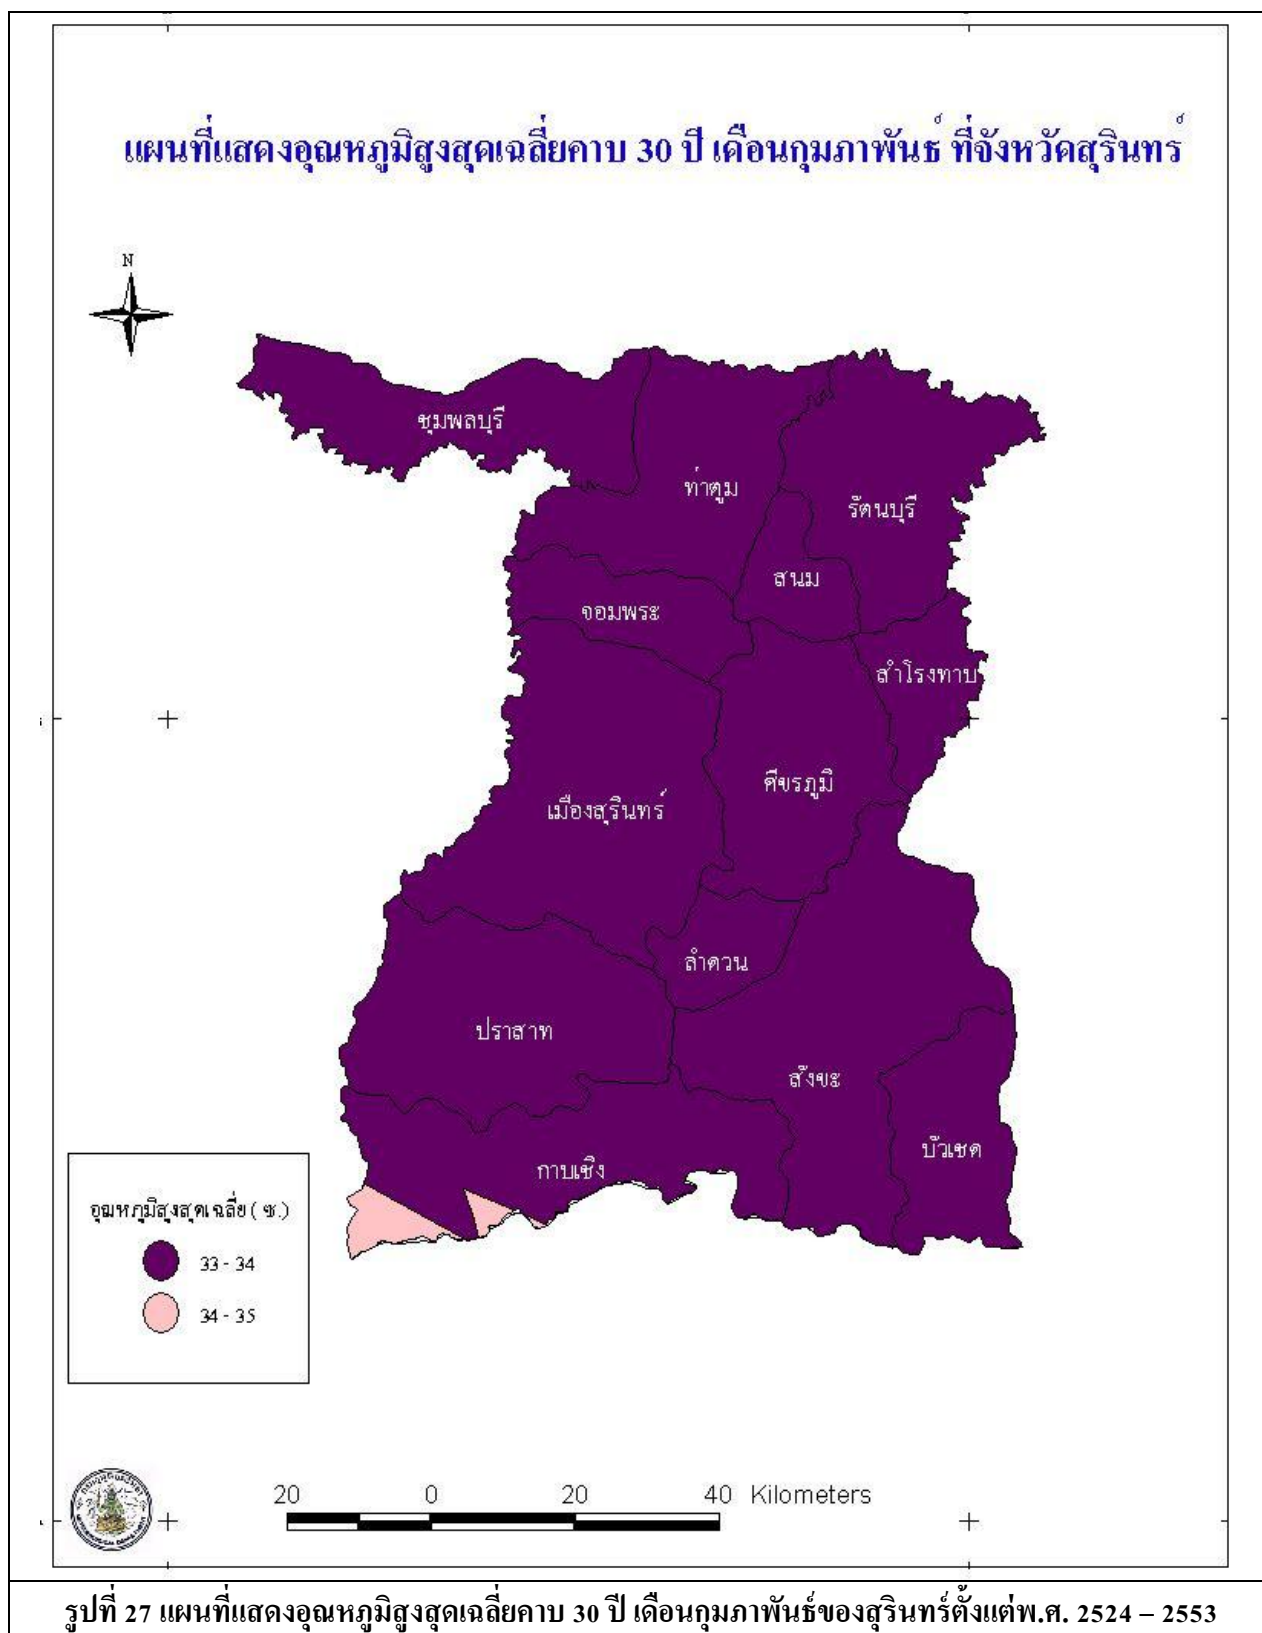 แผนที่แสดงอุณหภูมิสูงสุดเฉลี่ยคาบ 30 ปี เดือนกุมภาพันธ์ ที่จังหวัดสุรินทร์
N
ชุมพลบุรี
ท่าตูม
รัตนบุรี
สนม
จอมพระ
สำโรงทาบ
ศีขรภูมิ
เมืองสุรินทร์
ลำดวน
ปราสาท
สังขะ
บัวเชด
กาบเชิง
อุณหภูมิสูงสุดเฉลี่ย ( ซ.)
33 - 34
34 - 35
20 0 20 40 Kilometers
รูปที่ 27 แผนที่แสดงอุณหภูมิสูงสุดเฉลี่ยคาบ 30 ปี เดือนกุมภาพันธ์ของสุรินทร์ตั้งแต่พ.ศ. 2524 – 2553